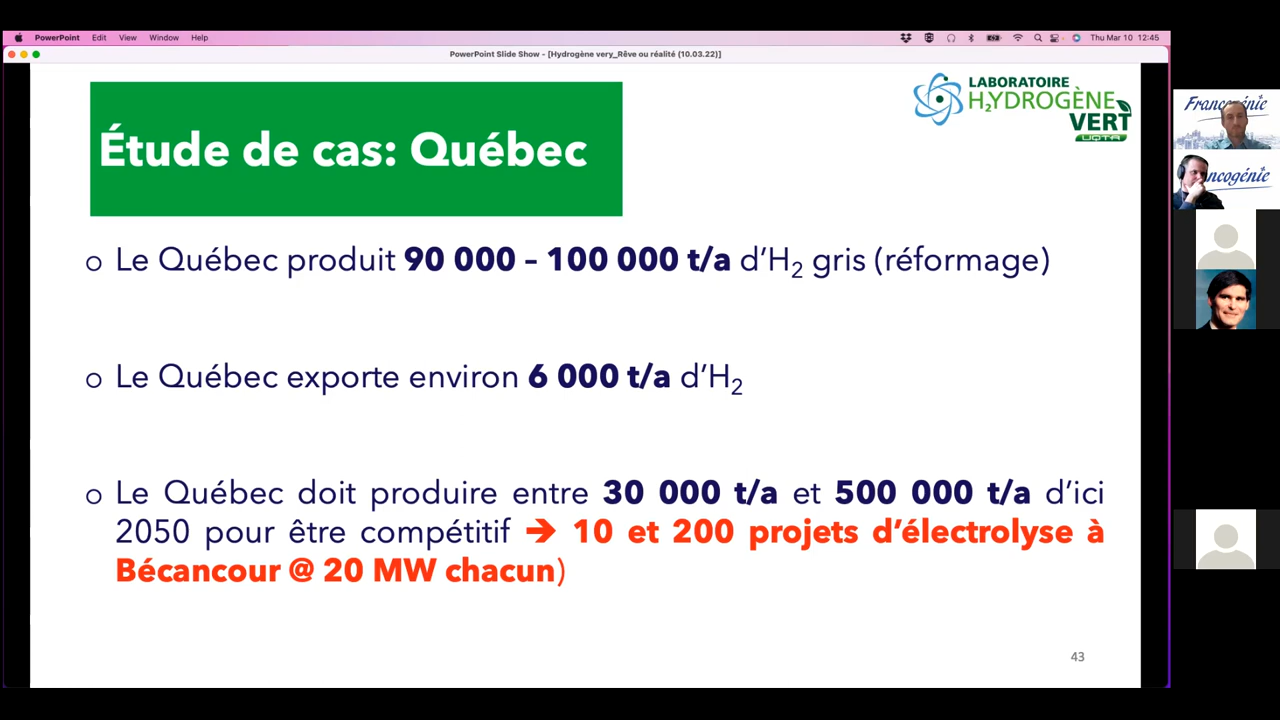 PowerPoint Edit View Window Help
Thu Mar 10 12:45
PowerPoint Slide Show - [Hydrogène very_Rêve ou réalité (10.03.22)]
LABORATOIRE
H2YDROGÈNE
VERT
UQTR
Étude de cas: Québec
o Le Québec produit 90 000 – 100 000 t/a d’H2 gris (réformage)
o Le Québec exporte environ 6 000 t/a d’H2
o Le Québec doit produire entre 30 000 t/a et 500 000 t/a d’ici
2050 pour être compétitif ➔ 10 et 200 projets d’électrolyse à
Bécancour @ 20 MW chacun)
43
Francogénie
ncogénie